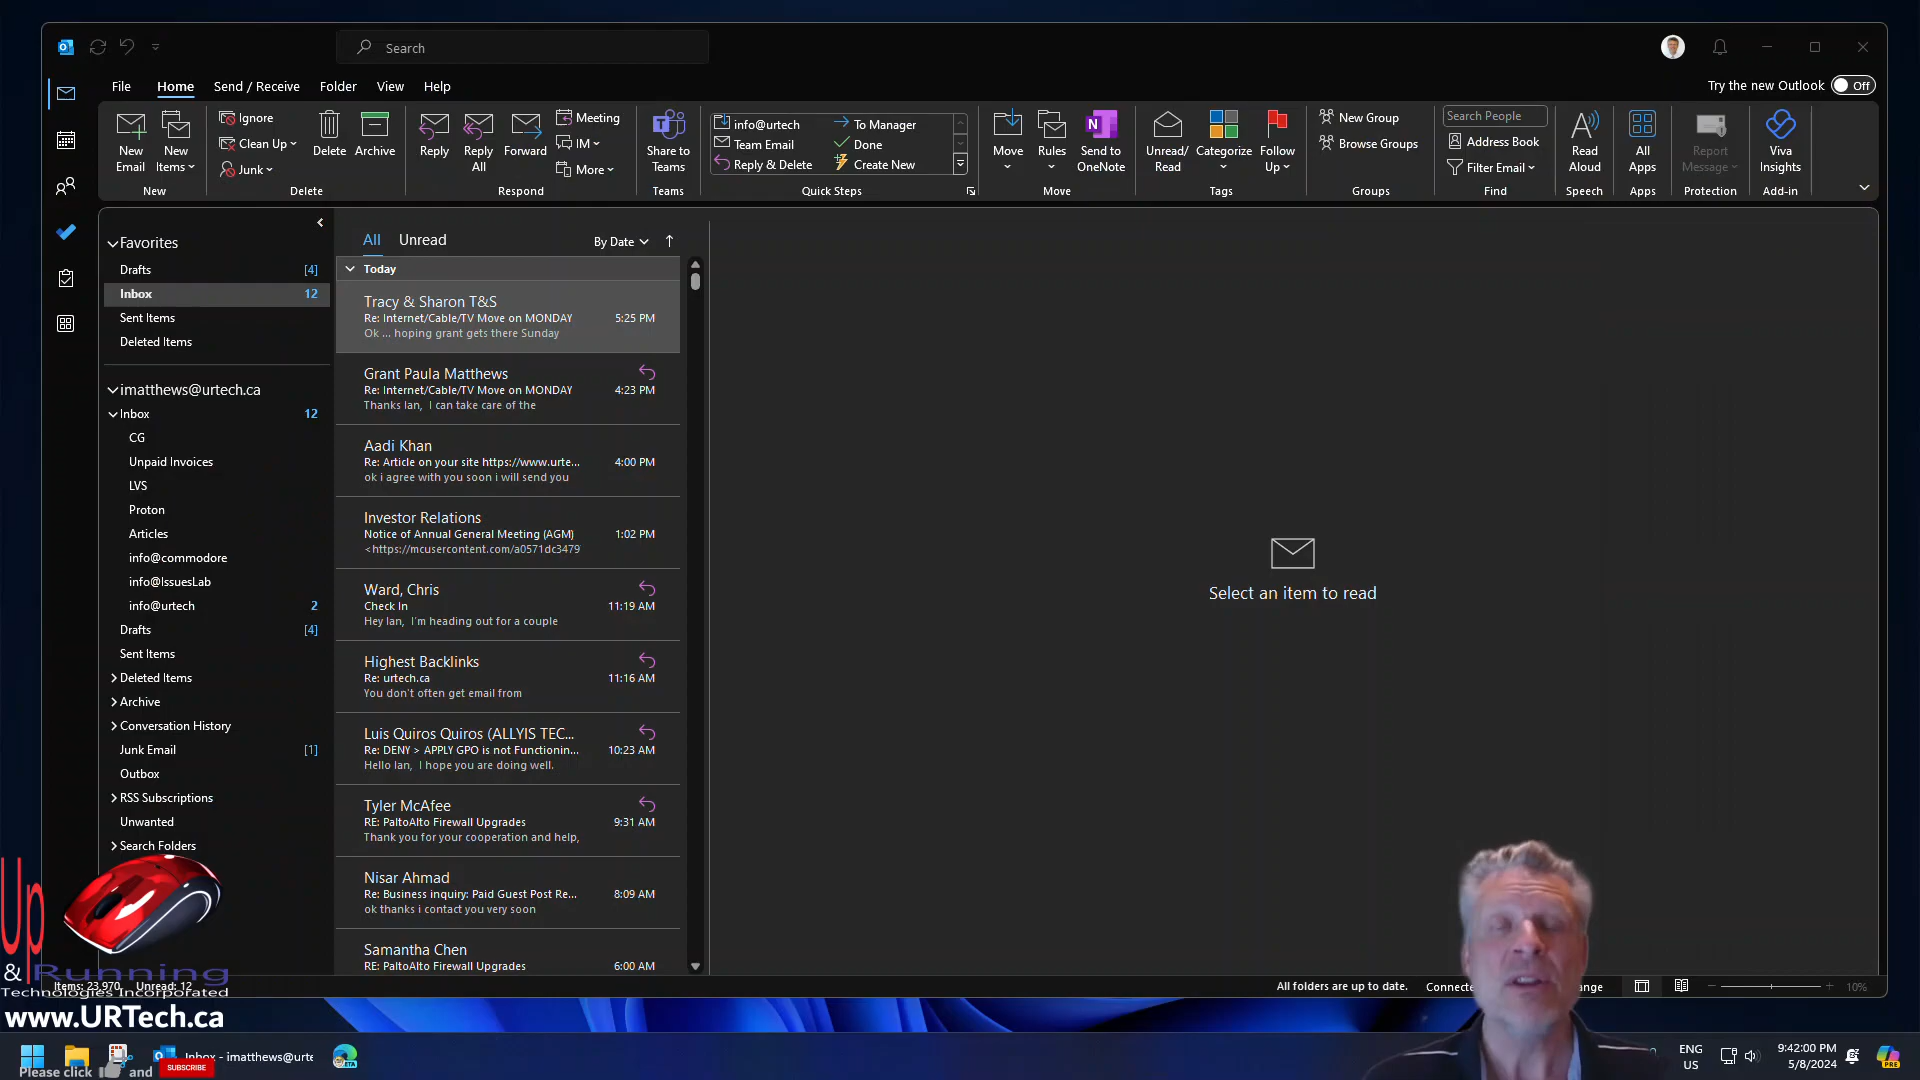 Search
File Home Send / Receive Folder View Help
Try the new Outlook Off
New Email
New Items
New
Ignore
Clean Up
Junk
Delete
Archive
Delete
Reply
Reply All
Forward
Meeting
IM
More
Respond
Share to Teams
Teams
info@urtech
Team Email
Reply & Delete
To Manager
Done
Create New
Quick Steps
Move
Rules
Send to OneNote
Move
Unread/ Read
Categorize
Follow Up
Tags
New Group
Browse Groups
Groups
Search People
Address Book
Filter Email
Find
Read Aloud
Speech
All Apps
Apps
Report Message
Protection
Viva Insights
Add-in
Favorites
Drafts [4]
Inbox 12
Sent Items
Deleted Items
imatthews@urtech.ca
Inbox 12
CG
Unpaid Invoices
LVS
Proton
Articles
info@commodore
info@IssuesLab
info@urtech 2
Drafts [4]
Sent Items
Deleted Items
Archive
Conversation History
Junk Email [1]
Outbox
RSS Subscriptions
Unwanted
Search Folders
All Unread By Date
Today
Tracy & Sharon T&S
Re: Internet/Cable/TV Move on MONDAY 5:25 PM
Ok ... hoping grant gets there Sunday
Grant Paula Matthews
Re: Internet/Cable/TV Move on MONDAY 4:23 PM
Thanks Ian, I can take care of the
Aadi Khan
Re: Article on your site https://www.urte... 4:00 PM
ok i agree with you soon i will send you
Investor Relations
Notice of Annual General Meeting (AGM) 1:02 PM
<https://mcusercontent.com/a0571dc3479
Ward, Chris
Check In 11:19 AM
Hey Ian, I'm heading out for a couple
Highest Backlinks
Re: urtech.ca 11:16 AM
You don't often get email from
Luis Quiros Quiros (ALLYIS TEC...
Re: DENY > APPLY GPO is not Functionin... 10:23 AM
Hello Ian, I hope you are doing well.
Tyler McAfee
RE: PaltoAlto Firewall Upgrades 9:31 AM
Thank you for your cooperation and help,
Nisar Ahmad
Re: Business inquiry: Paid Guest Post Re... 8:09 AM
ok thanks i contact you very soon
Samantha Chen
RE: PaltoAlto Firewall Upgrades 6:00 AM
Select an item to read
Up
& Running
Technologies Incorporated
Items: 23,970 Unread: 12
All folders are up to date. Connecte nge 10%
www.URTech.ca
Inbox - imatthews@urte
Please click and SUBSCRIBE
ENG
US
9:42:00 PM
5/8/2024
PRE